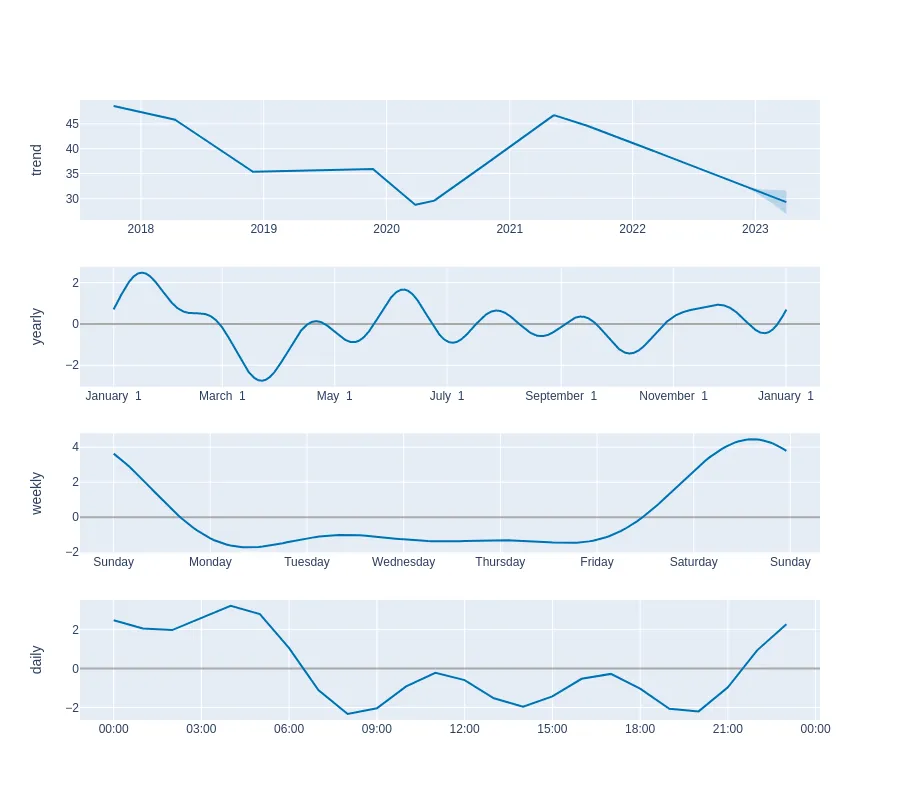 trend
45
40
35
30
2018 2019 2020 2021 2022 2023
yearly
2
0
−2
January 1 March 1 May 1 July 1 September 1 November 1 January 1
weekly
4
2
0
−2
Sunday Monday Tuesday Wednesday Thursday Friday Saturday Sunday
daily
2
0
−2
00:00 03:00 06:00 09:00 12:00 15:00 18:00 21:00 00:00